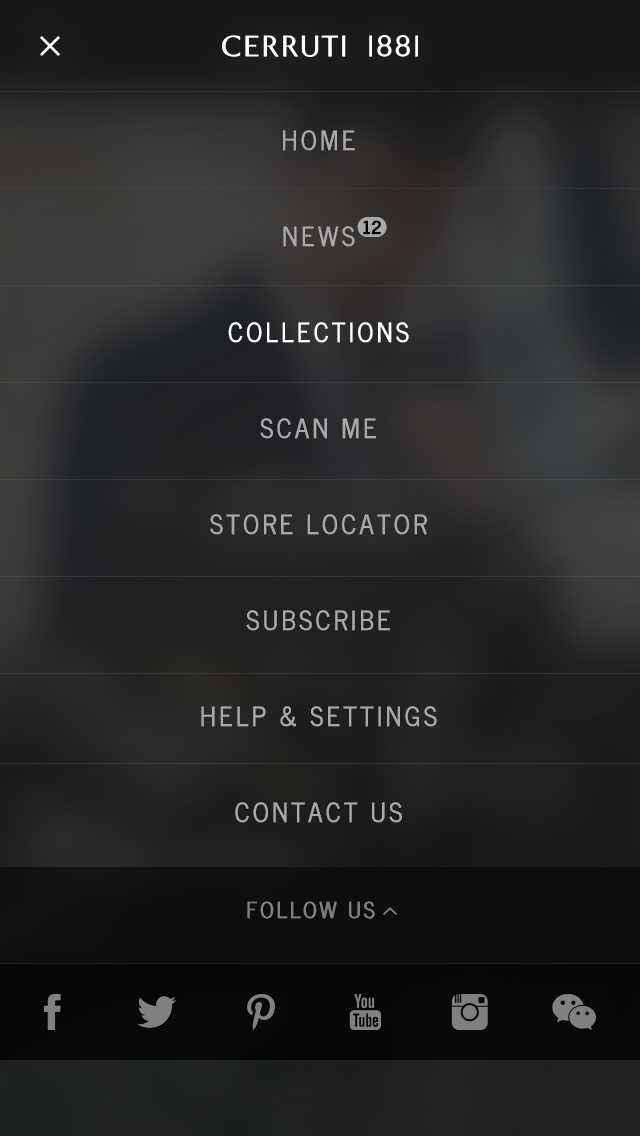 CERRUTI 1881
HOME
NEWS 12
COLLECTIONS
SCAN ME
STORE LOCATOR
SUBSCRIBE
HELP & SETTINGS
CONTACT US
FOLLOW US
You
Tube